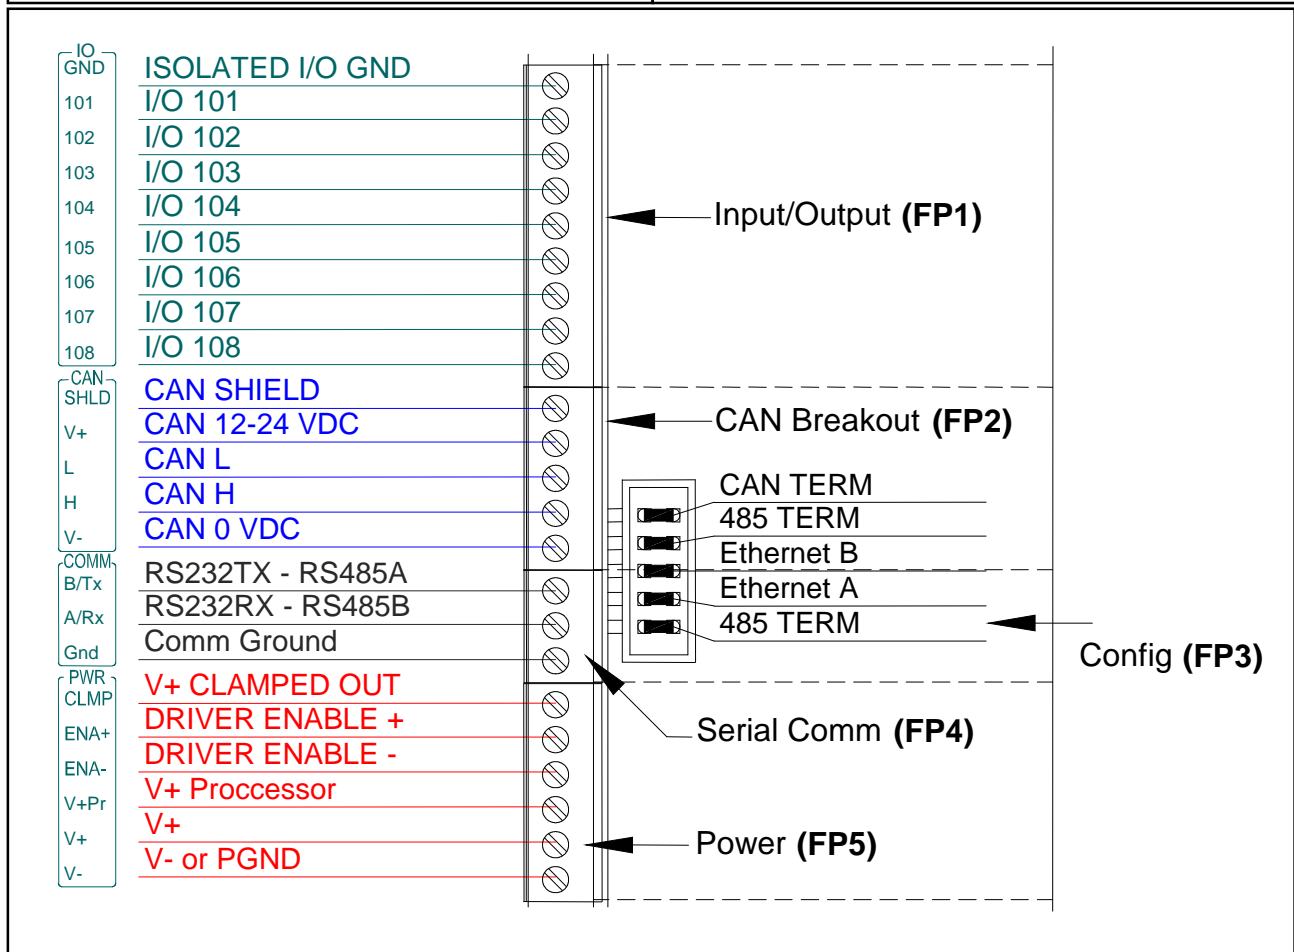 IO
GND ISOLATED I/O GND
101 I/O 101
102 I/O 102
103 I/O 103
104 I/O 104
105 I/O 105
106 I/O 106
107 I/O 107
108 I/O 108
Input/Output (FP1)
CAN
SHLD CAN SHIELD
V+ CAN 12-24 VDC
L CAN L
H CAN H
V- CAN 0 VDC
CAN Breakout (FP2)
CAN TERM
485 TERM
Ethernet B
Ethernet A
485 TERM
Config (FP3)
COMM
B/Tx RS232TX - RS485A
A/Rx RS232RX - RS485B
Gnd Comm Ground
Serial Comm (FP4)
PWR
CLMP V+ CLAMPED OUT
ENA+ DRIVER ENABLE +
ENA- DRIVER ENABLE -
V+Pr V+ Proccessor
V+ V+
V- V- or PGND
Power (FP5)